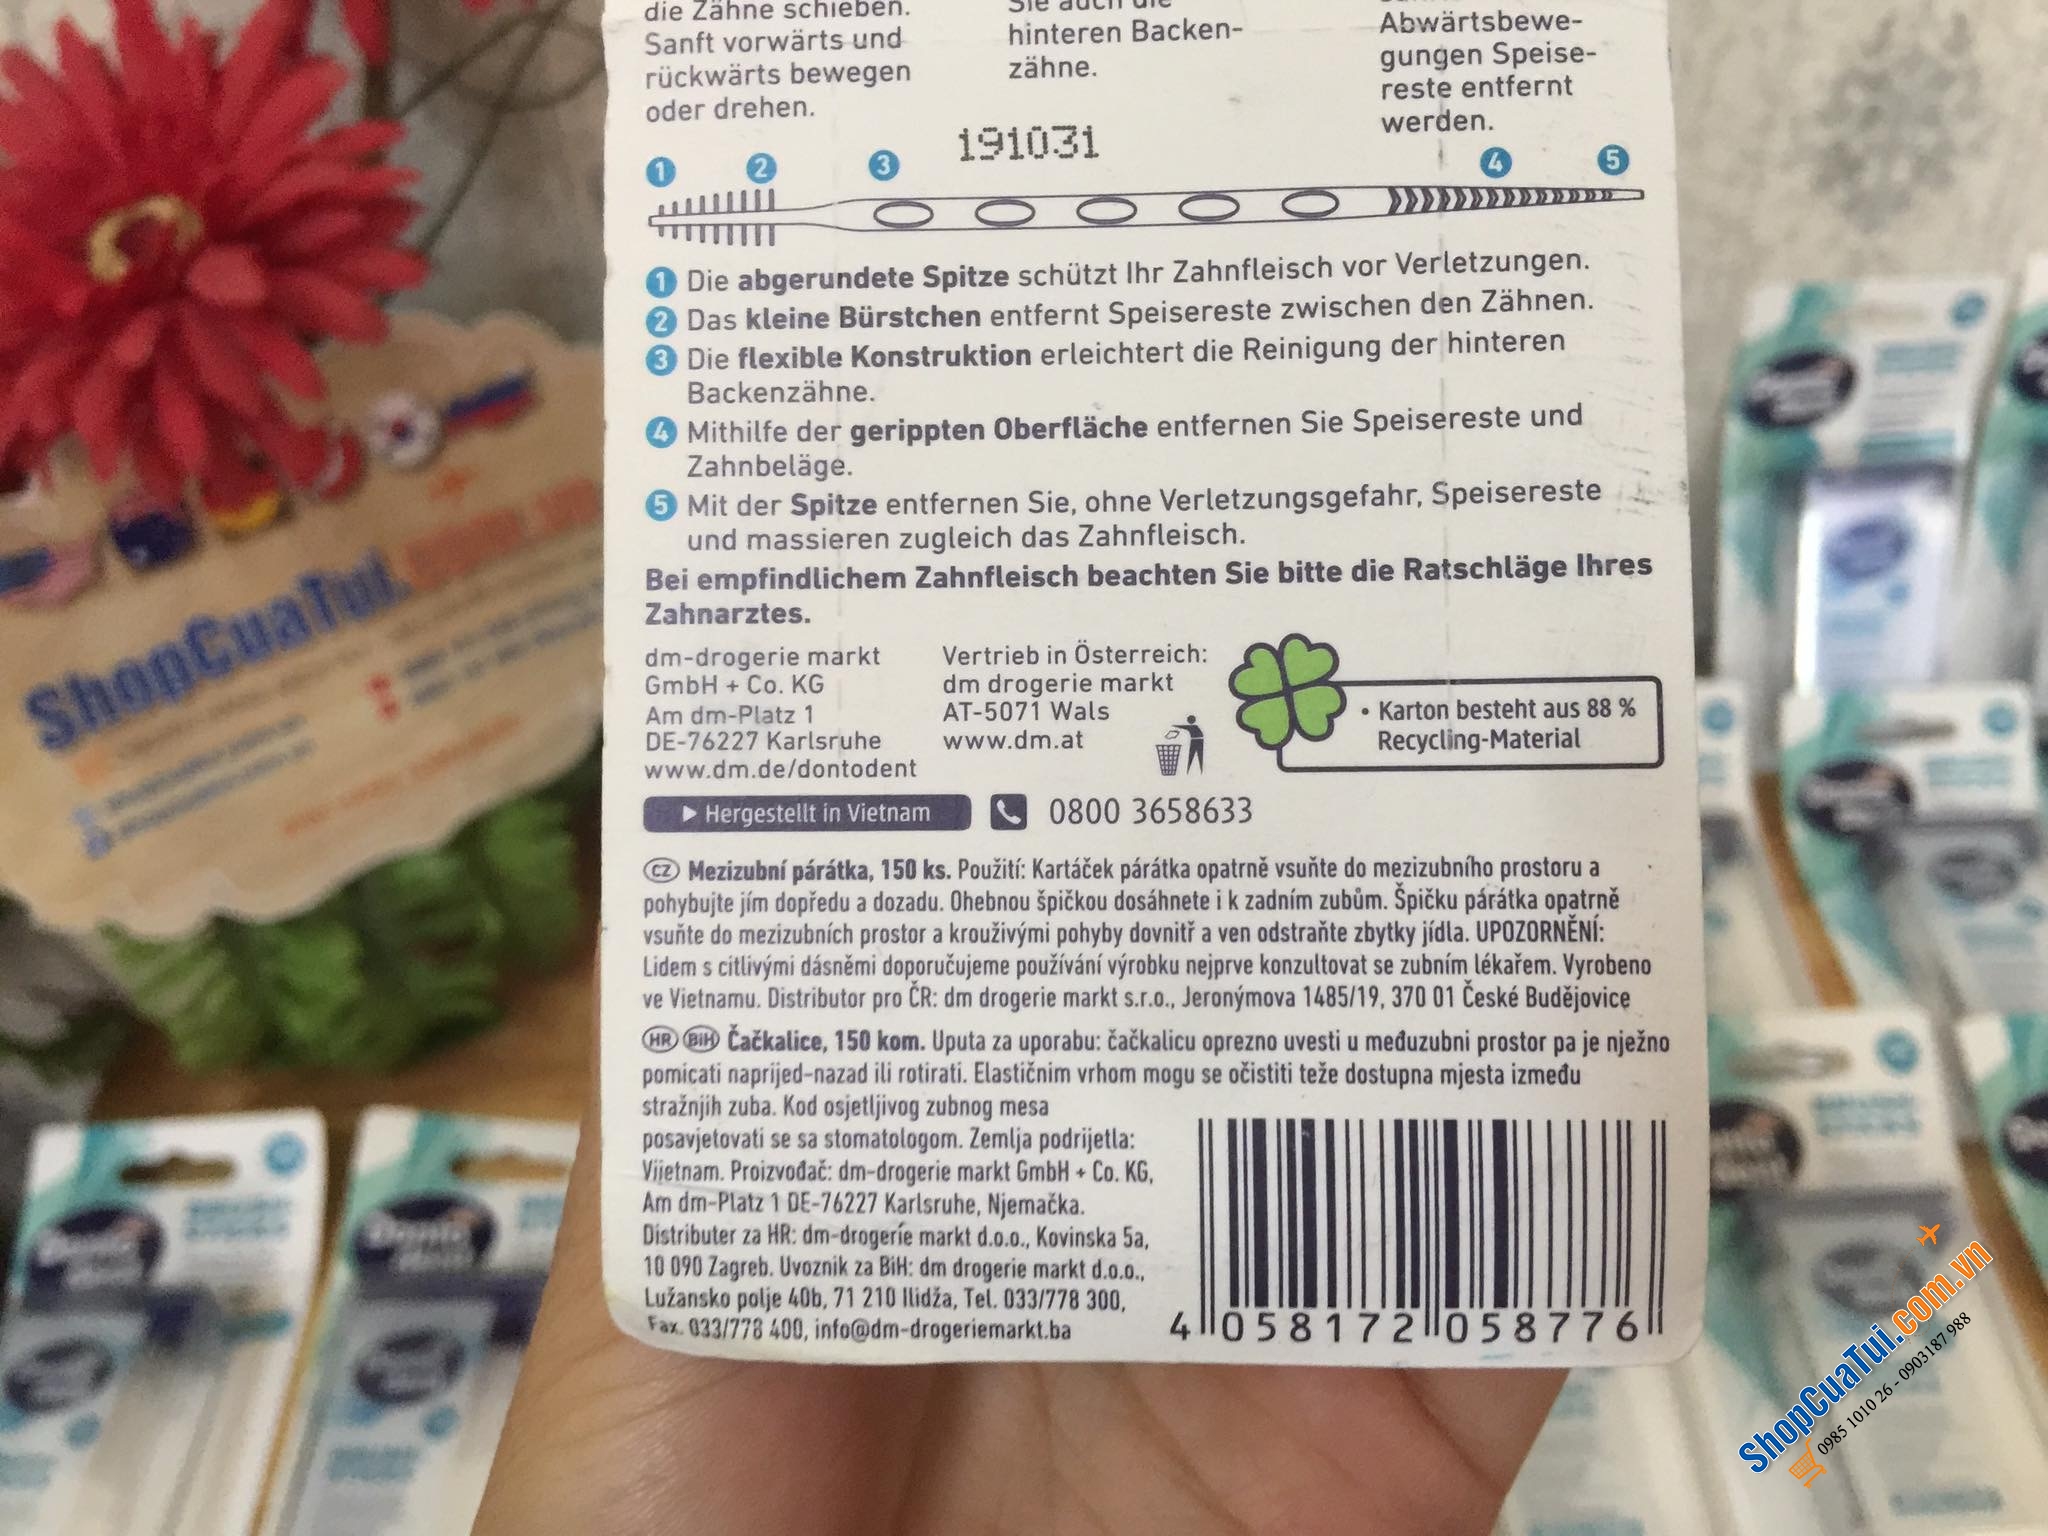 die Zähne schieben.
Sanft vorwärts und
rückwärts bewegen
oder drehen.
Sie auch die
hinteren Backen-
zähne.
Abwärtsbewe-
gungen Speise-
reste entfernt
werden.
191031
1 2 3 4 5
1 Die abgerundete Spitze schützt Ihr Zahnfleisch vor Verletzungen.
2 Das kleine Bürstchen entfernt Speisereste zwischen den Zähnen.
3 Die flexible Konstruktion erleichtert die Reinigung der hinteren
Backenzähne.
4 Mithilfe der gerippten Oberfläche entfernen Sie Speisereste und
Zahnbeläge.
5 Mit der Spitze entfernen Sie, ohne Verletzungsgefahr, Speisereste
und massieren zugleich das Zahnfleisch.
Bei empfindlichem Zahnfleisch beachten Sie bitte die Ratschläge Ihres
Zahnarztes.
dm-drogerie markt
GmbH + Co. KG
Am dm-Platz 1
DE-76227 Karlsruhe
www.dm.de/dontodent
Vertrieb in Österreich:
dm drogerie markt
AT-5071 Wals
www.dm.at
• Karton besteht aus 88 %
Recycling-Material
Hergestellt in Vietnam
0800 3658633
CZ Mezizubní párátka, 150 ks. Použití: Kartáček párátka opatrně vsuňte do mezizubního prostoru a
pohybujte jím dopředu a dozadu. Ohebnou špičkou dosáhnete i k zadním zubům. Špičku párátka opatrně
vsuňte do mezizubních prostor a krouživými pohyby dovnitř a ven odstraňte zbytky jídla. UPOZORNĚNÍ:
Lidem s citlivými dásněmi doporučujeme používání výrobku nejprve konzultovat se zubním lékařem. Vyrobeno
ve Vietnamu. Distributor pro ČR: dm drogerie markt s.r.o., Jeronýmova 1485/19, 370 01 České Budějovice
HR BiH Čačkalice, 150 kom. Uputa za uporabu: čačkalicu oprezno uvesti u međuzubni prostor pa je nježno
pomicati naprijed-nazad ili rotirati. Elastičnim vrhom mogu se očistiti teže dostupna mjesta između
stražnjih zuba. Kod osjetljivog zubnog mesa
posavjetovati se sa stomatologom. Zemlja podrijetla:
Vijetnam. Proizvođač: dm-drogerie markt GmbH + Co. KG,
Am dm-Platz 1 DE-76227 Karlsruhe, Njemačka.
Distributer za HR: dm-drogerie markt d.o.o., Kovinska 5a,
10 090 Zagreb. Uvoznik za BiH: dm drogerie markt d.o.o.,
Lužansko polje 40b, 71 210 Ilidža, Tel. 033/778 300,
Fax. 033/778 400, info@dm-drogeriemarkt.ba
4 058172 058776
ShopCuaTui.
ShopCuaTui.com.vn
0985 1010 26 - 0903187 988